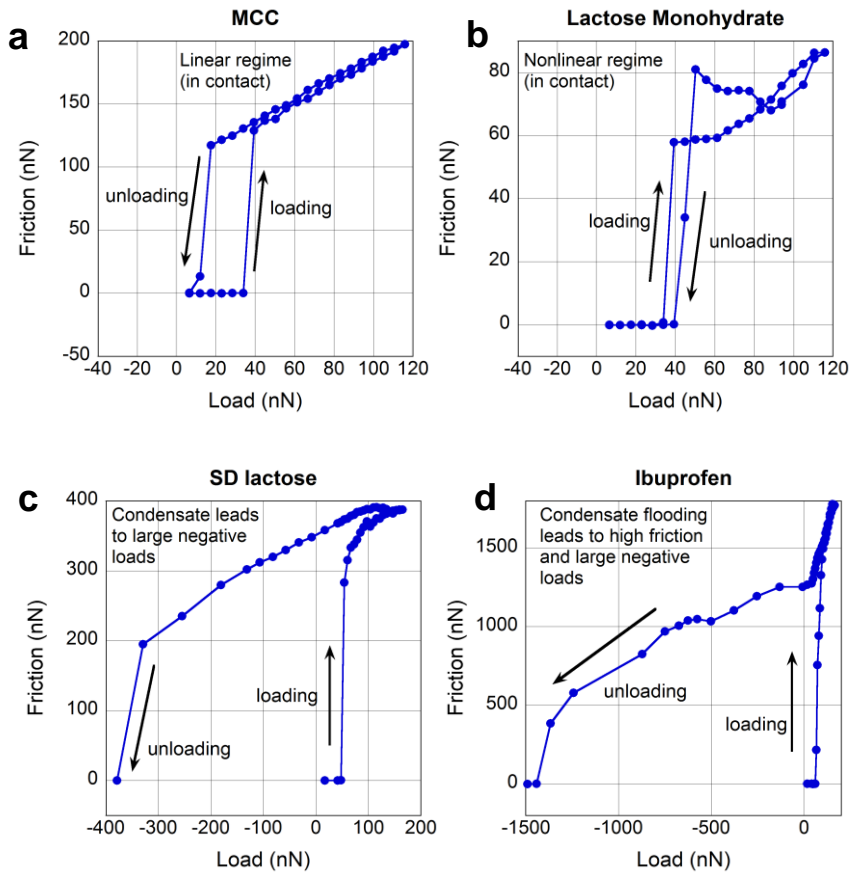 a
MCC
200
150
100
50
0
-50
-40 -20 0 20 40 60 80 100 120
Friction (nN)
Load (nN)
Linear regime
(in contact)
unloading
loading
b
Lactose Monohydrate
80
60
40
20
0
-40 -20 0 20 40 60 80 100 120
Friction (nN)
Load (nN)
Nonlinear regime
(in contact)
loading
unloading
c
SD lactose
400
300
200
100
0
-400 -300 -200 -100 0 100 200
Friction (nN)
Load (nN)
Condensate leads
to large negative
loads
loading
unloading
d
Ibuprofen
1500
1000
500
0
-1500 -1000 -500 0
Friction (nN)
Load (nN)
Condensate flooding
leads to high friction
and large negative
loads
unloading
loading